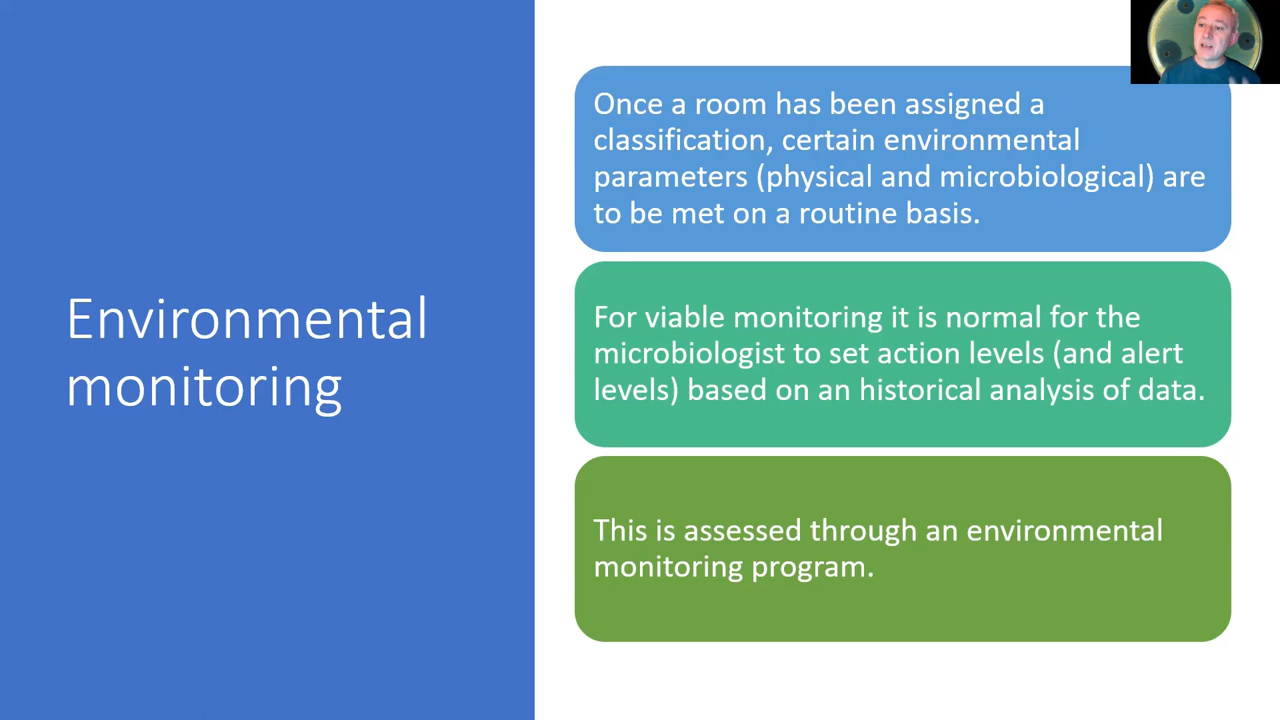 Environmental
monitoring
Once a room has been assigned a
classification, certain environmental
parameters (physical and microbiological) are
to be met on a routine basis.
For viable monitoring it is normal for the
microbiologist to set action levels (and alert
levels) based on an historical analysis of data.
This is assessed through an environmental
monitoring program.